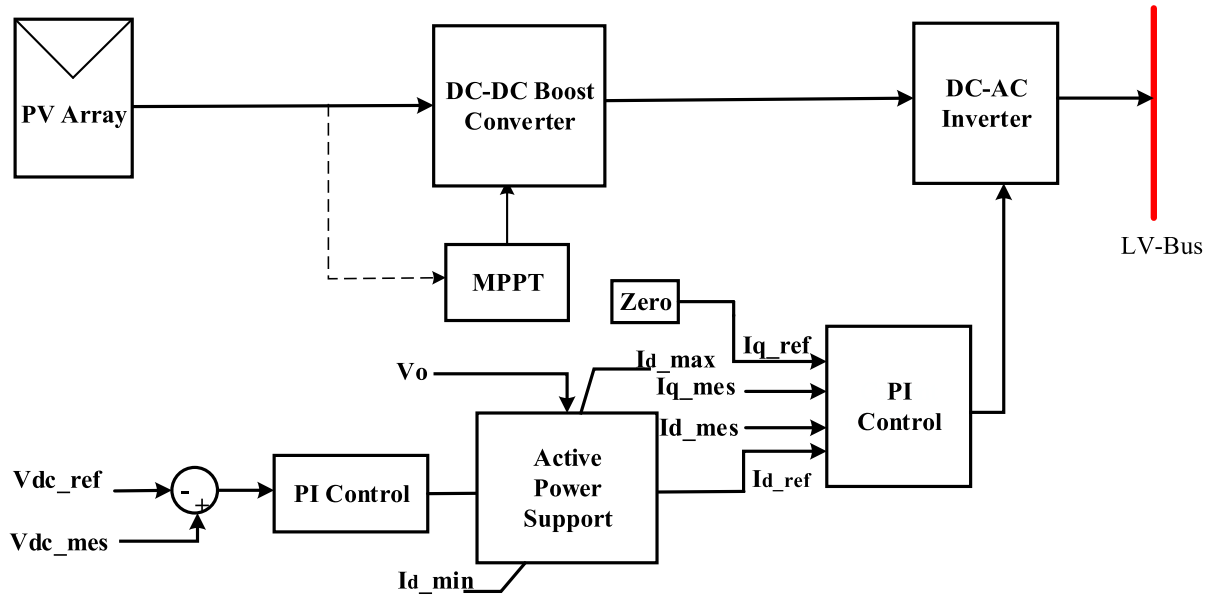 PV Array
DC-DC Boost
Converter
DC-AC
Inverter
LV-Bus
MPPT
Zero
Iq_ref
Id_max
Vo
Iq_mes
Id_mes
PI
Control
Active
Power
Support
Id_ref
Vdc_ref
-
+
PI Control
Vdc_mes
Id_min